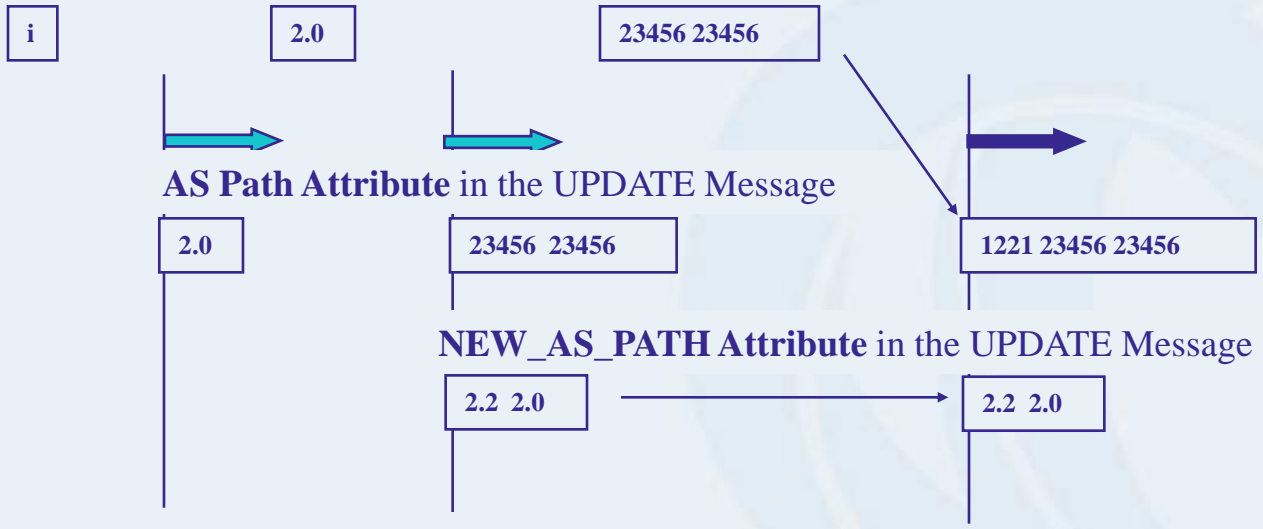 i 2.0 23456 23456
AS Path Attribute in the UPDATE Message
2.0 23456 23456 1221 23456 23456
NEW_AS_PATH Attribute in the UPDATE Message
2.2 2.0 2.2 2.0